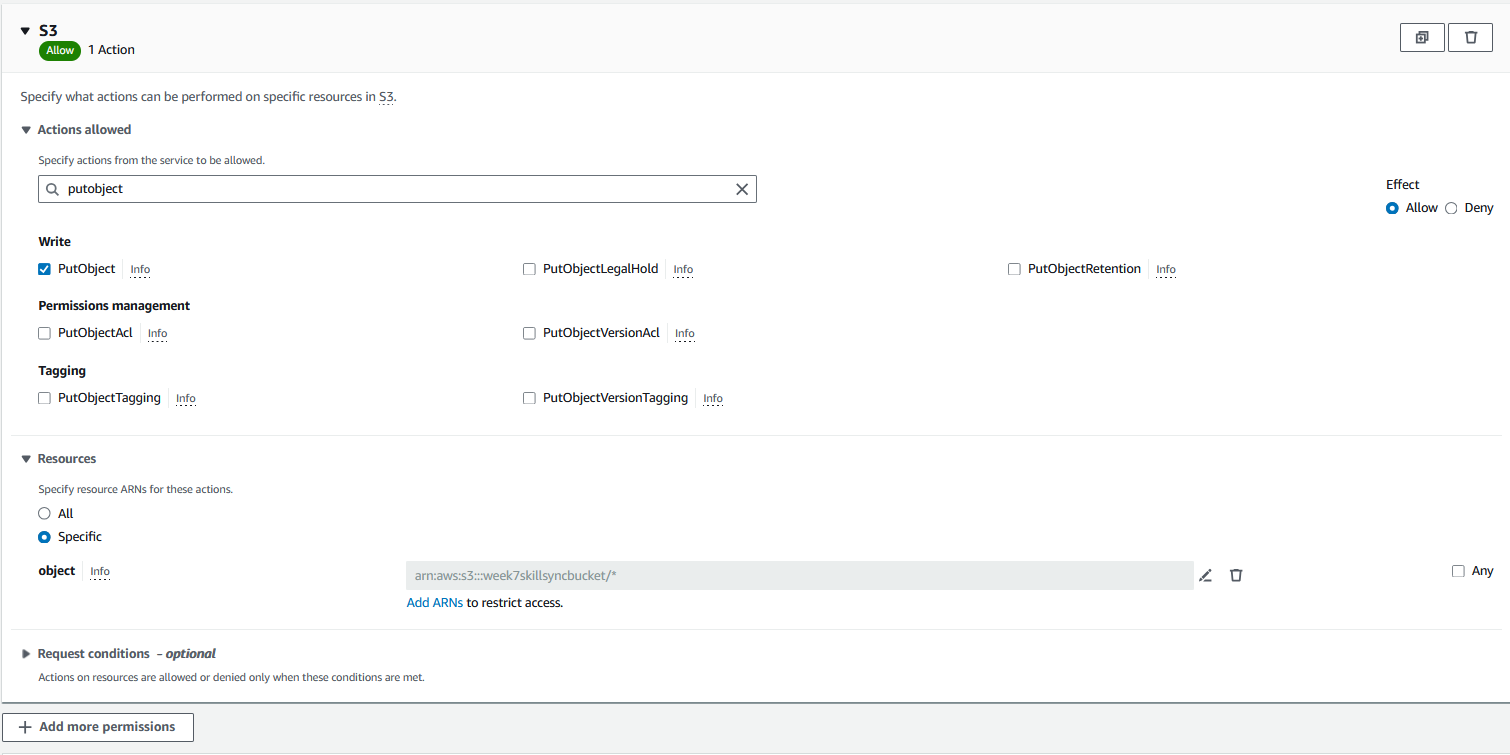 S3
Allow 1 Action
Specify what actions can be performed on specific resources in S3.
Actions allowed
Specify actions from the service to be allowed.
putobject
Effect
Allow Deny
Write
PutObject Info PutObjectLegalHold Info PutObjectRetention Info
Permissions management
PutObjectAcl Info PutObjectVersionAcl Info
Tagging
PutObjectTagging Info PutObjectVersionTagging Info
Resources
Specify resource ARNs for these actions.
All
Specific
object Info arn:aws:s3:::week7skillsyncbucket/* Any
Add ARNs to restrict access.
Request conditions - optional
Actions on resources are allowed or denied only when these conditions are met.
Add more permissions